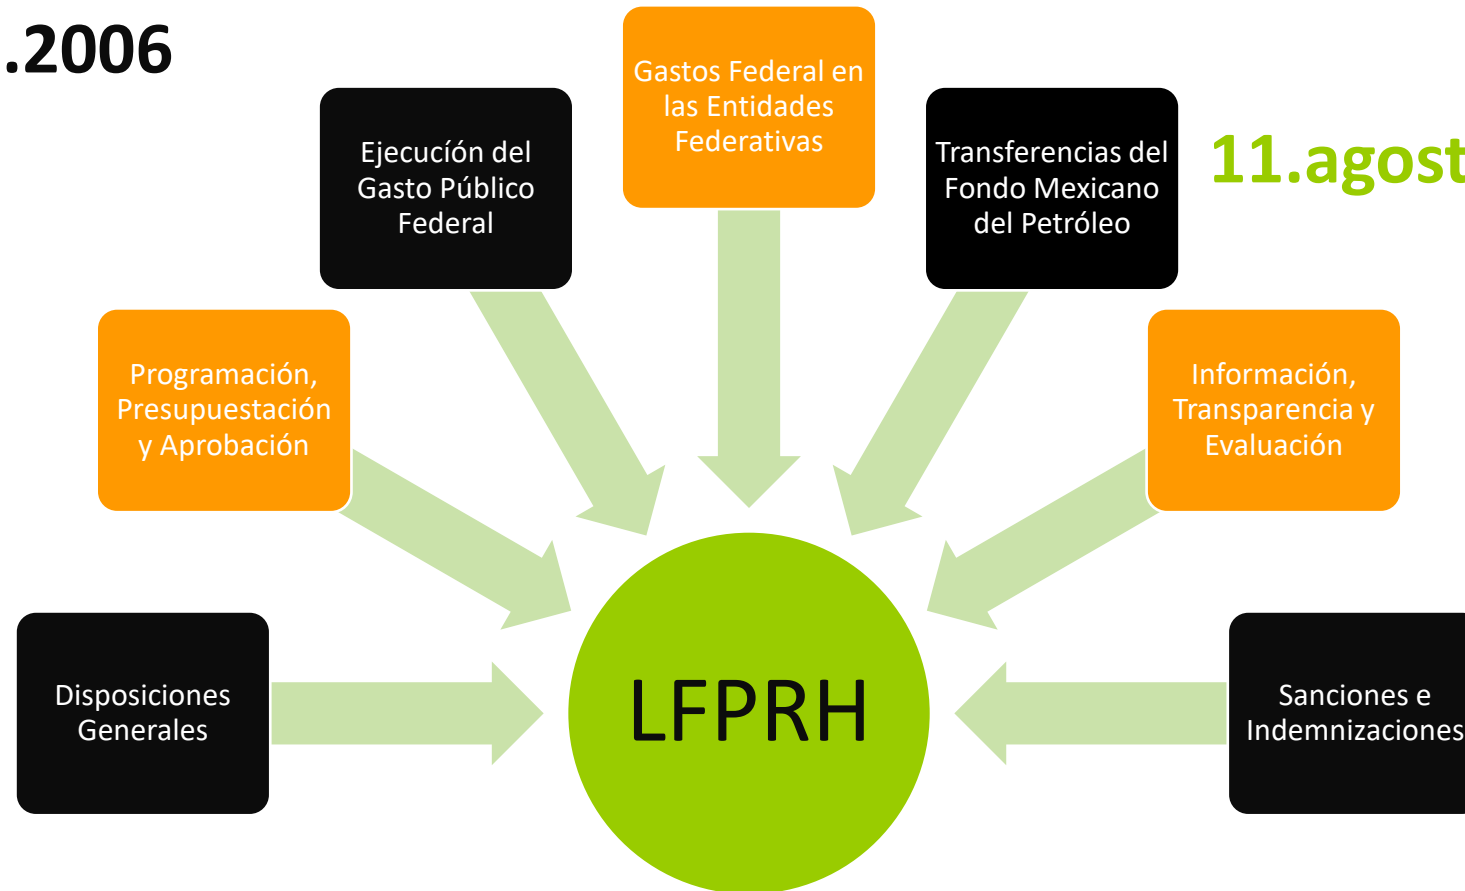 .2006
Gastos Federal en
las Entidades
Federativas
Ejecucíón del
Gasto Público
Federal
Transferencias del
Fondo Mexicano
del Petróleo
11.agost
Programación,
Presupuestación
y Aprobación
Información,
Transparencia y
Evaluación
Disposiciones
Generales
LFPRH
Sanciones e
Indemnizaciones